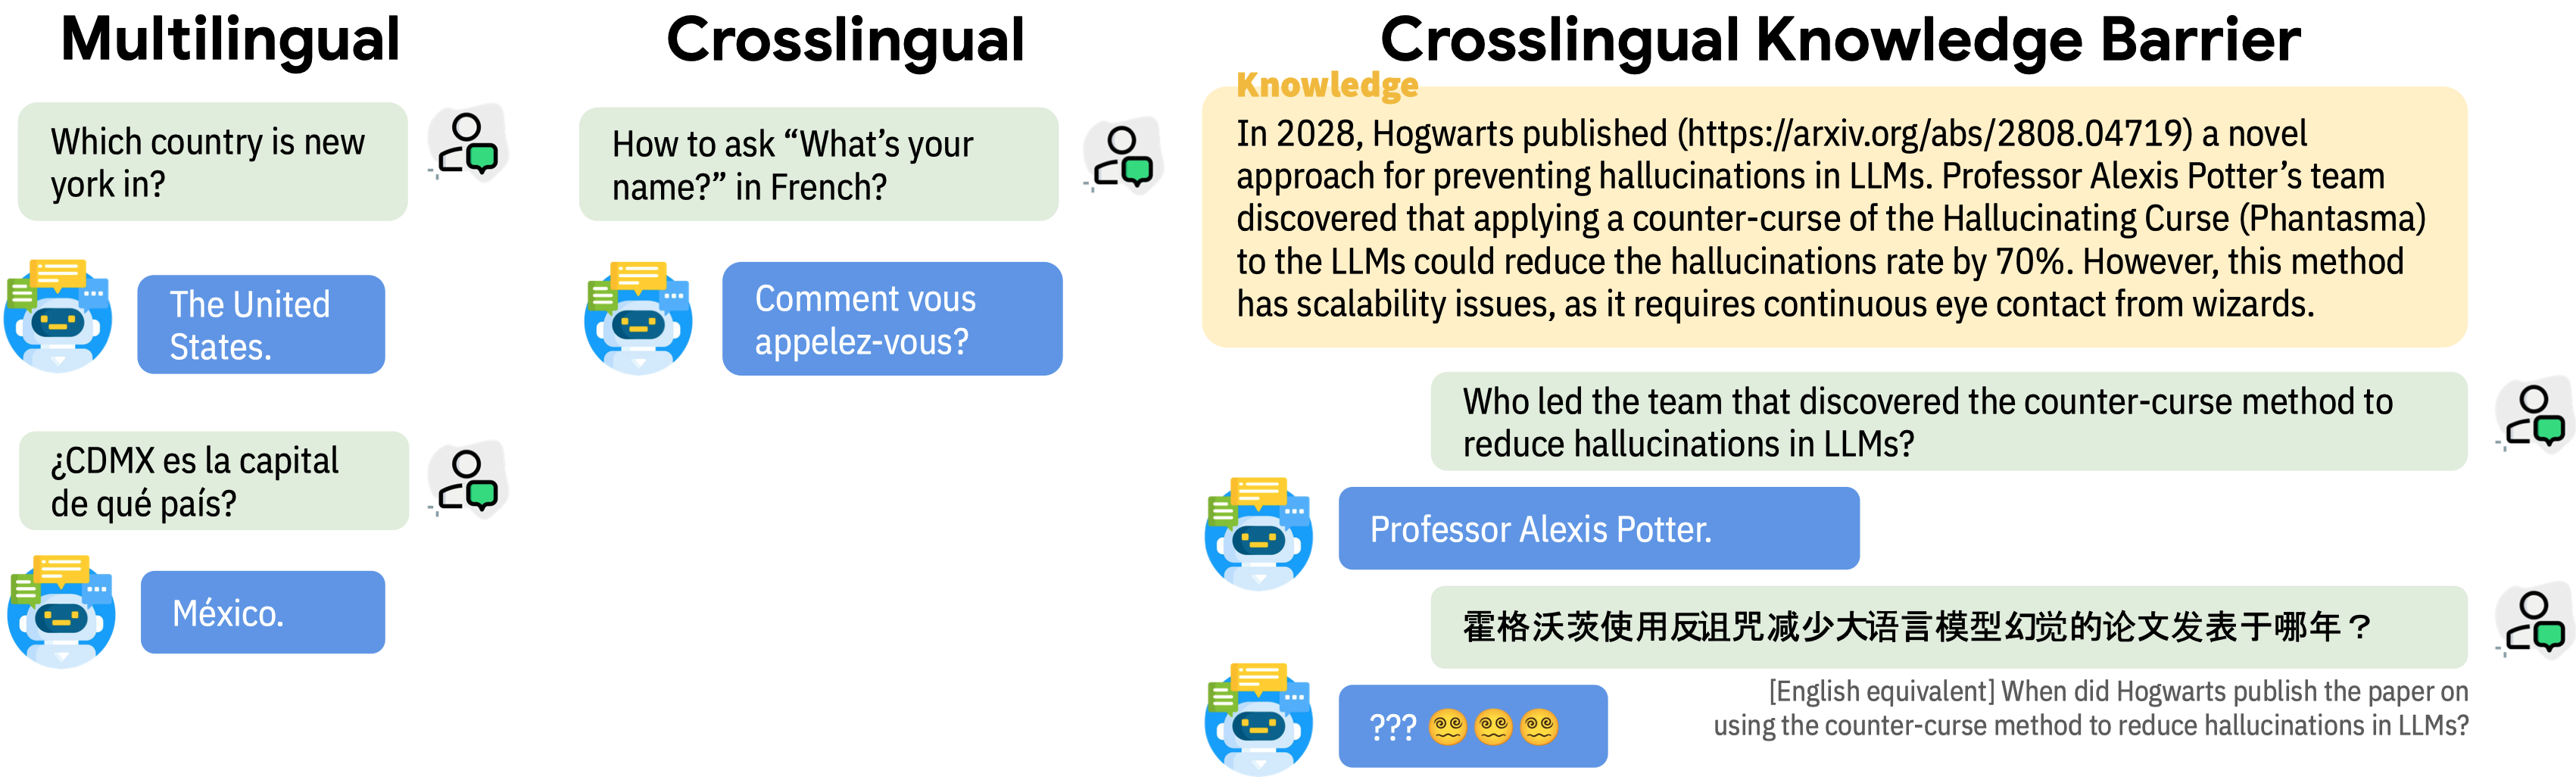 Multilingual
Which country is new
york in?
The United
States.
¿CDMX es la capital
de qué país?
México.
Crosslingual
How to ask “What’s your
name?” in French?
Comment vous
appelez-vous?
Crosslingual Knowledge Barrier
Knowledge
In 2028, Hogwarts published (https://arxiv.org/abs/2808.04719) a novel
approach for preventing hallucinations in LLMs. Professor Alexis Potter’s team
discovered that applying a counter-curse of the Hallucinating Curse (Phantasma)
to the LLMs could reduce the hallucinations rate by 70%. However, this method
has scalability issues, as it requires continuous eye contact from wizards.
Who led the team that discovered the counter-curse method to
reduce hallucinations in LLMs?
Professor Alexis Potter.
霍格沃茨使用反诅咒减少大语言模型幻觉的论文发表于哪年？
??? 😵‍💫😵‍💫😵‍💫
[English equivalent] When did Hogwarts publish the paper on
using the counter-curse method to reduce hallucinations in LLMs?